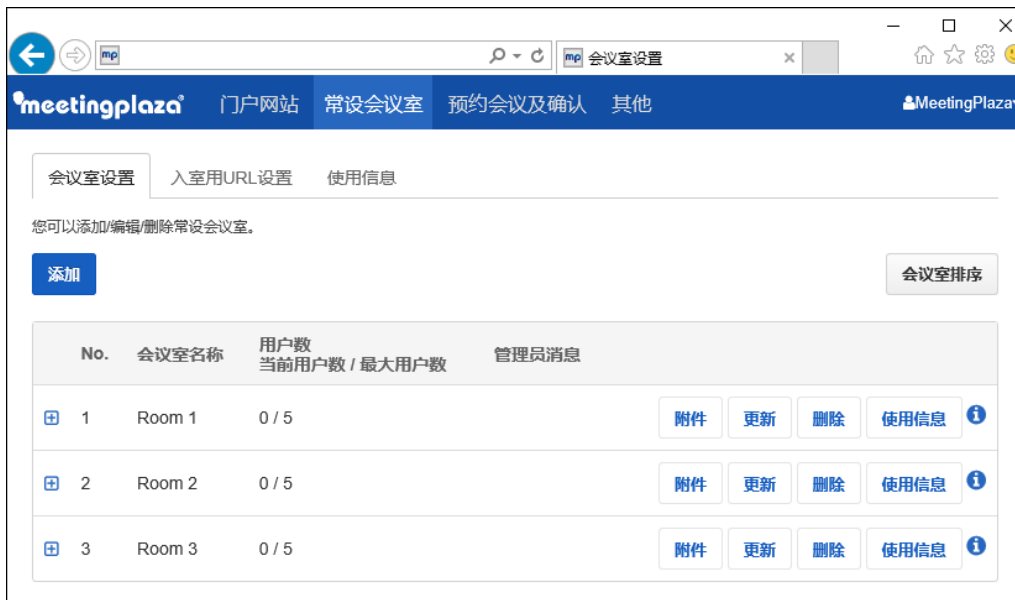 mp
mp 会议室设置
meetingplaza 门户网站 常设会议室 预约会议及确认 其他 MeetingPlaza
会议室设置 入室用URL设置 使用信息
您可以添加/编辑/删除常设会议室。
添加 会议室排序
No. 会议室名称 用户数 管理员消息
当前用户数 / 最大用户数
1 Room 1 0 / 5 附件 更新 删除 使用信息
2 Room 2 0 / 5 附件 更新 删除 使用信息
3 Room 3 0 / 5 附件 更新 删除 使用信息